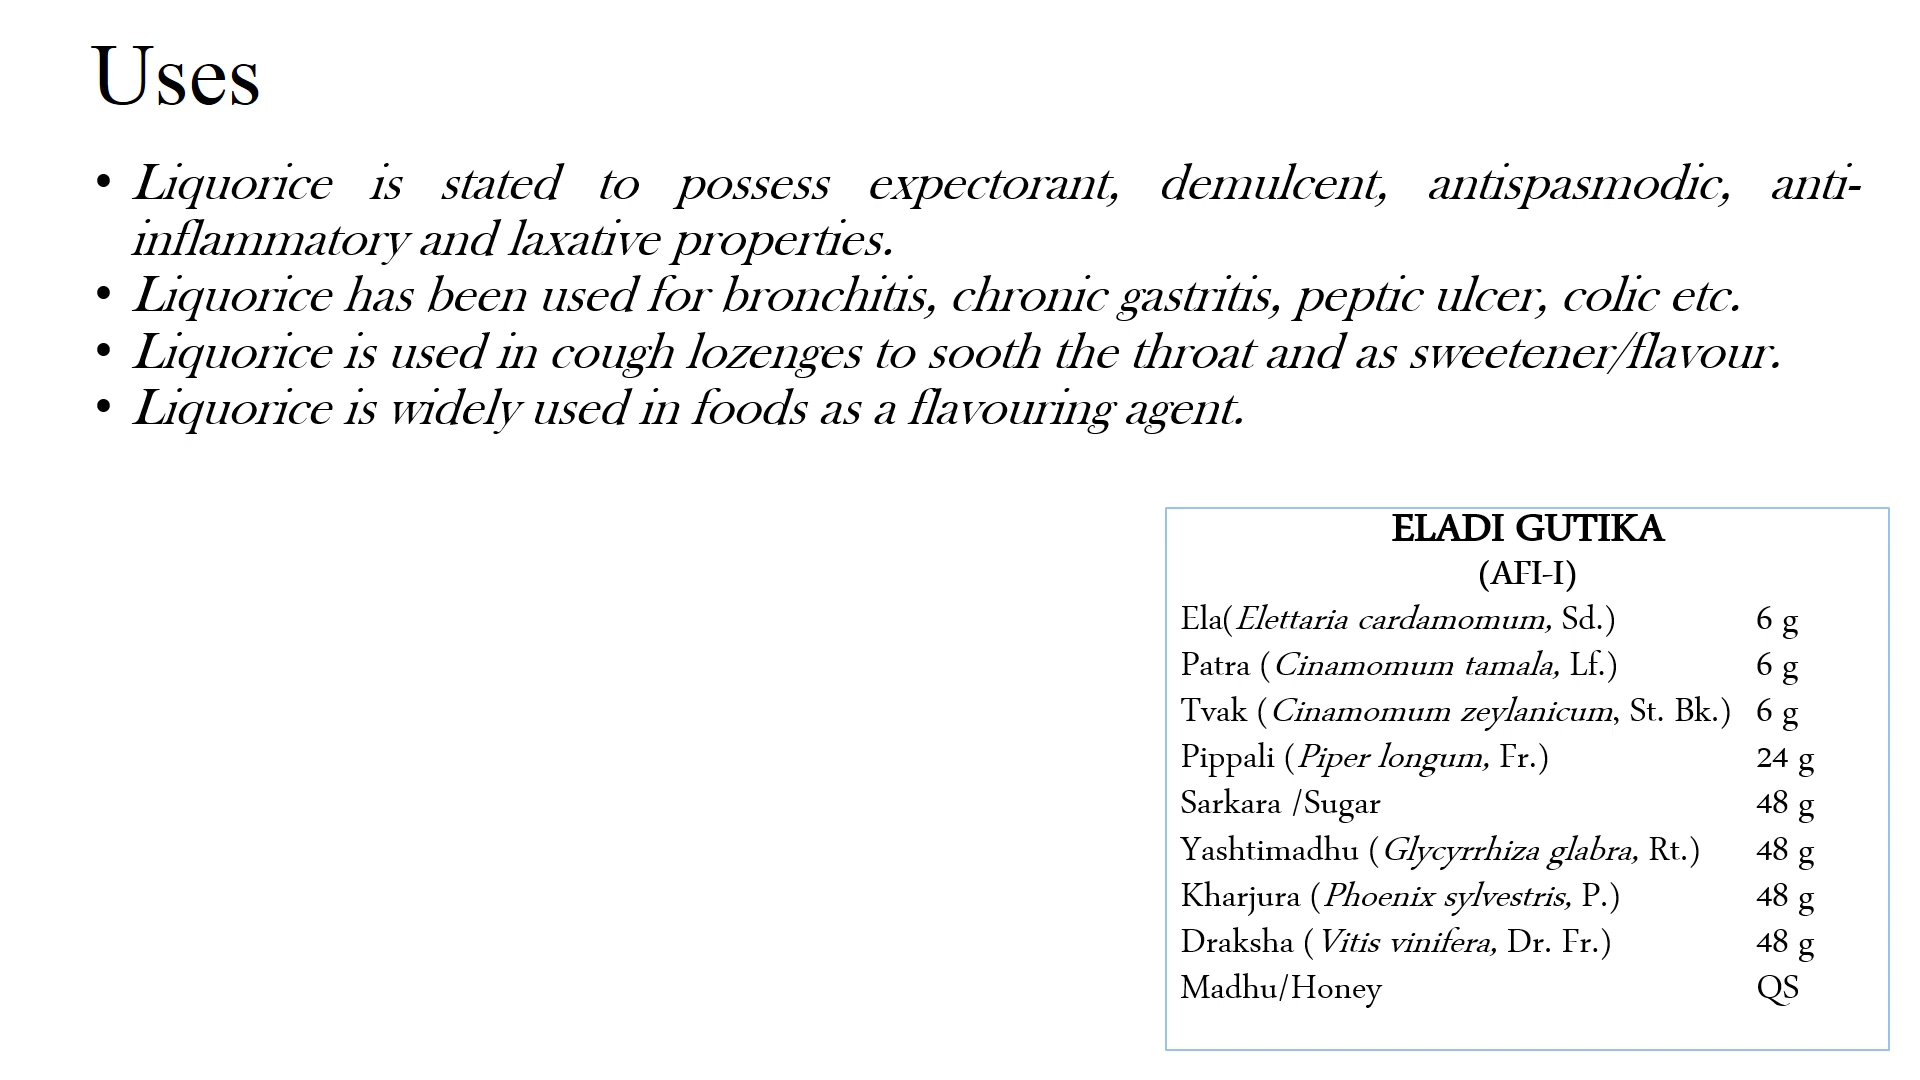 Uses
• Liquorice is stated to possess expectorant, demulcent, antispasmodic, anti-
inflammatory and laxative properties.
• Liquorice has been used for bronchitis, chronic gastritis, peptic ulcer, colic etc.
• Liquorice is used in cough lozenges to sooth the throat and as sweetener/flavour.
• Liquorice is widely used in foods as a flavouring agent.
ELADI GUTIKA
(AFI-I)
Ela(Elettaria cardamomum, Sd.) 6 g
Patra (Cinamomum tamala, Lf.) 6 g
Tvak (Cinamomum zeylanicum, St. Bk.) 6 g
Pippali (Piper longum, Fr.) 24 g
Sarkara /Sugar 48 g
Yashtimadhu (Glycyrrhiza glabra, Rt.) 48 g
Kharjura (Phoenix sylvestris, P.) 48 g
Draksha (Vitis vinifera, Dr. Fr.) 48 g
Madhu/Honey QS